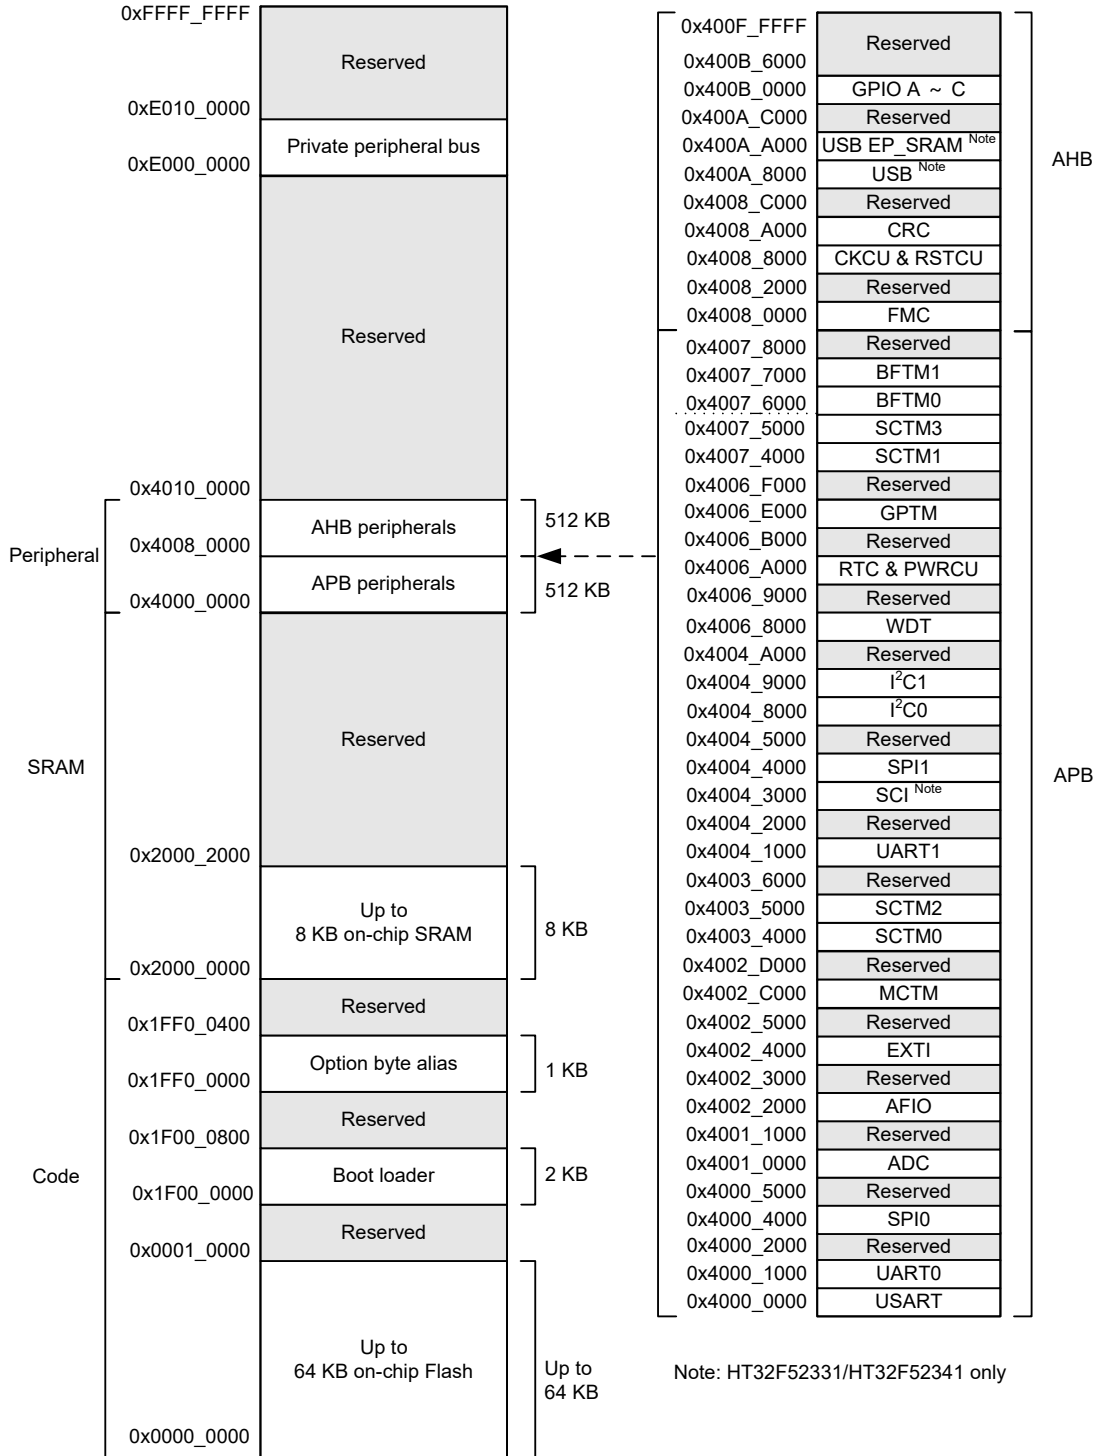 0xFFFF_FFFF
Reserved
0xE010_0000
Private peripheral bus
0xE000_0000
Reserved
0x4010_0000
AHB peripherals
512 KB
Peripheral
0x4008_0000
APB peripherals
512 KB
0x4000_0000
Reserved
SRAM
0x2000_2000
Up to
8 KB on-chip SRAM
8 KB
0x2000_0000
Reserved
0x1FF0_0400
Option byte alias
1 KB
0x1FF0_0000
Reserved
0x1F00_0800
Code
Boot loader
2 KB
0x1F00_0000
Reserved
0x0001_0000
Up to
64 KB on-chip Flash
Up to
64 KB
0x0000_0000
0x400F_FFFF
Reserved
0x400B_6000
0x400B_0000 GPIO A ~ C
0x400A_C000 Reserved
0x400A_A000 USB EP_SRAM Note
AHB
0x400A_8000 USB Note
0x4008_C000 Reserved
0x4008_A000 CRC
0x4008_8000 CKCU & RSTCU
0x4008_2000 Reserved
0x4008_0000 FMC
0x4007_8000 Reserved
0x4007_7000 BFTM1
0x4007_6000 BFTM0
0x4007_5000 SCTM3
0x4007_4000 SCTM1
0x4006_F000 Reserved
0x4006_E000 GPTM
0x4006_B000 Reserved
0x4006_A000 RTC & PWRCU
0x4006_9000 Reserved
0x4006_8000 WDT
0x4004_A000 Reserved
0x4004_9000 I²C1
0x4004_8000 I²C0
0x4004_5000 Reserved
0x4004_4000 SPI1
APB
0x4004_3000 SCI Note
0x4004_2000 Reserved
0x4004_1000 UART1
0x4003_6000 Reserved
0x4003_5000 SCTM2
0x4003_4000 SCTM0
0x4002_D000 Reserved
0x4002_C000 MCTM
0x4002_5000 Reserved
0x4002_4000 EXTI
0x4002_3000 Reserved
0x4002_2000 AFIO
0x4001_1000 Reserved
0x4001_0000 ADC
0x4000_5000 Reserved
0x4000_4000 SPI0
0x4000_2000 Reserved
0x4000_1000 UART0
0x4000_0000 USART
Note: HT32F52331/HT32F52341 only